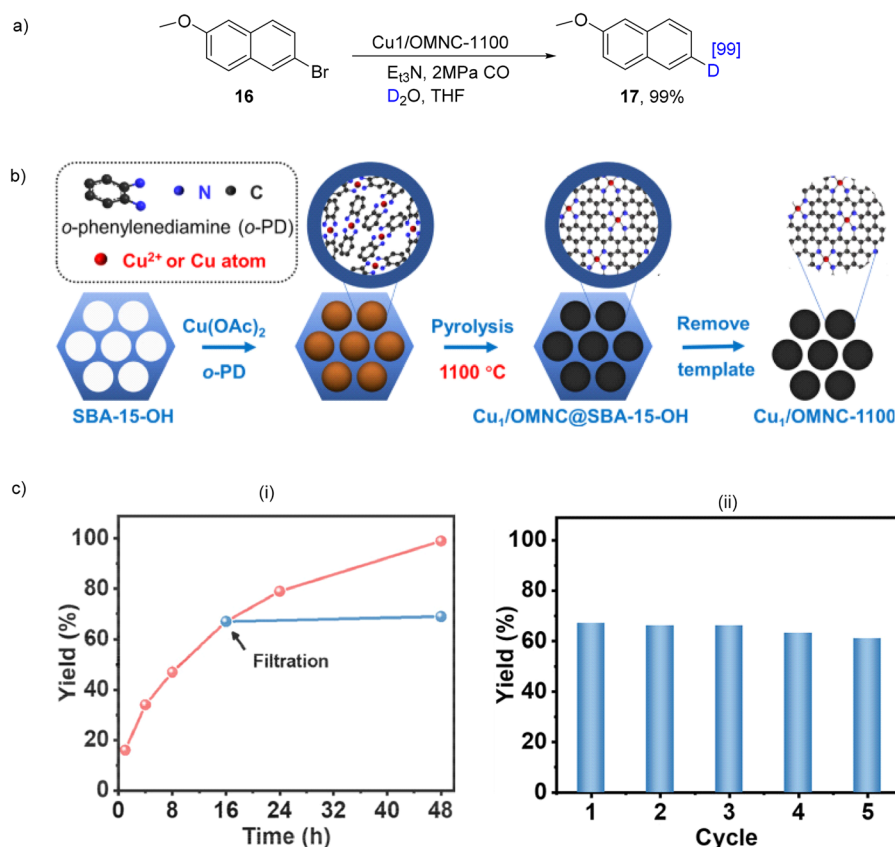 a)
O
Br
16
Cu1/OMNC-1100
Et₃N, 2MPa CO
D₂O, THF
O
[99]
D
17, 99%
b)
N
C
o-phenylenediamine (o-PD)
Cu²⁺ or Cu atom
SBA-15-OH
Cu(OAc)₂
o-PD
Pyrolysis
1100 °C
Cu₁/OMNC@SBA-15-OH
Remove
template
Cu₁/OMNC-1100
c)
(i)
Yield (%)
100
80
60
40
20
0
Filtration
0 8 16 24 32 40 48
Time (h)
(ii)
Yield (%)
100
80
60
40
20
0
1 2 3 4 5
Cycle